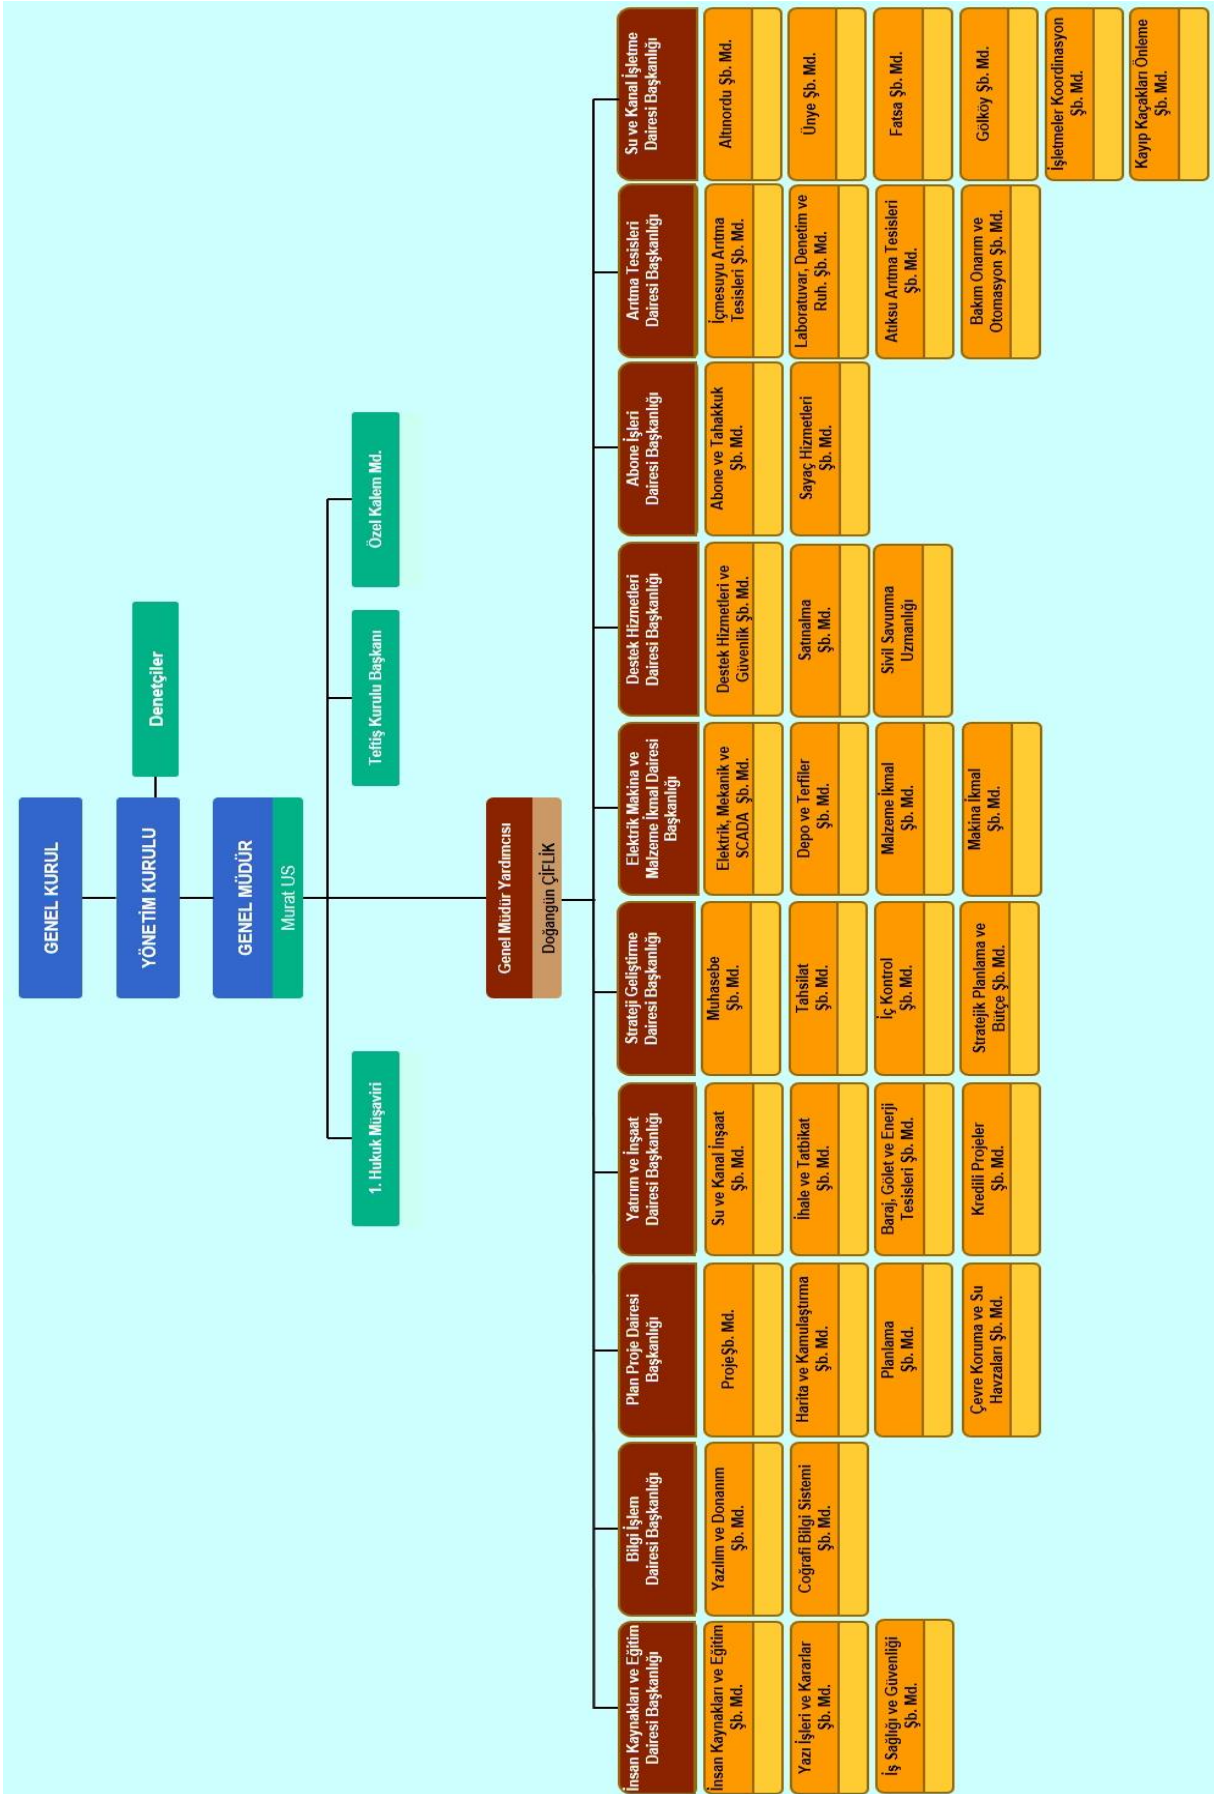 GENEL KURUL
YÖNETİM KURULU
Denetçiler
GENEL MÜDÜR
Murat US
1. Hukuk Müşaviri
Teftiş Kurulu Başkanı
Özel Kalem Md.
Genel Müdür Yardımcısı
Doğangün ÇİFLİK
İnsan Kaynakları ve Eğitim
Dairesi Başkanlığı
İnsan Kaynakları ve Eğitim
Şb. Md.
Yazı İşleri ve Kararlar
Şb. Md.
İş Sağlığı ve Güvenliği
Şb. Md.
Bilgi İşlem
Dairesi Başkanlığı
Yazılım ve Donanım
Şb. Md.
Coğrafi Bilgi Sistemi
Şb. Md.
Plan Proje Dairesi
Başkanlığı
ProjeŞb. Md.
Harita ve Kamulaştırma
Şb. Md.
Planlama
Şb. Md.
Çevre Koruma ve Su
Havzaları Şb. Md.
Yatırım ve İnşaat
Dairesi Başkanlığı
Su ve Kanal İnşaat
Şb. Md.
İhale ve Tatbikat
Şb. Md.
Baraj, Gölet ve Enerji
Tesisleri Şb. Md.
Kredili Projeler
Şb. Md.
Strateji Geliştirme
Dairesi Başkanlığı
Muhasebe
Şb. Md.
Tahsilat
Şb. Md.
İç Kontrol
Şb. Md.
Stratejik Planlama ve
Bütçe Şb. Md.
Elektrik Makina ve
Malzeme İkmal Dairesi
Başkanlığı
Elektrik, Mekanik ve
SCADA Şb. Md.
Depo ve Terfiler
Şb. Md.
Malzeme İkmal
Şb. Md.
Makina İkmal
Şb. Md.
Destek Hizmetleri
Dairesi Başkanlığı
Destek Hizmetleri ve
Güvenlik Şb. Md.
Satınalma
Şb. Md.
Sivil Savunma
Uzmanlığı
Abone İşleri
Dairesi Başkanlığı
Abone ve Tahakkuk
Şb. Md.
Sayaç Hizmetleri
Şb. Md.
Arıtma Tesisleri
Dairesi Başkanlığı
İçmesuyu Arıtma
Tesisleri Şb. Md.
Laboratuvar, Denetim ve
Ruh. Şb. Md.
Atıksu Arıtma Tesisleri
Şb. Md.
Bakım Onarım ve
Otomasyon Şb. Md.
Su ve Kanal İşletme
Dairesi Başkanlığı
Altınordu Şb. Md.
Ünye Şb. Md.
Fatsa Şb. Md.
Gölköy Şb. Md.
İşletmeler Koordinasyon
Şb. Md.
Kayıp Kaçakları Önleme
Şb. Md.